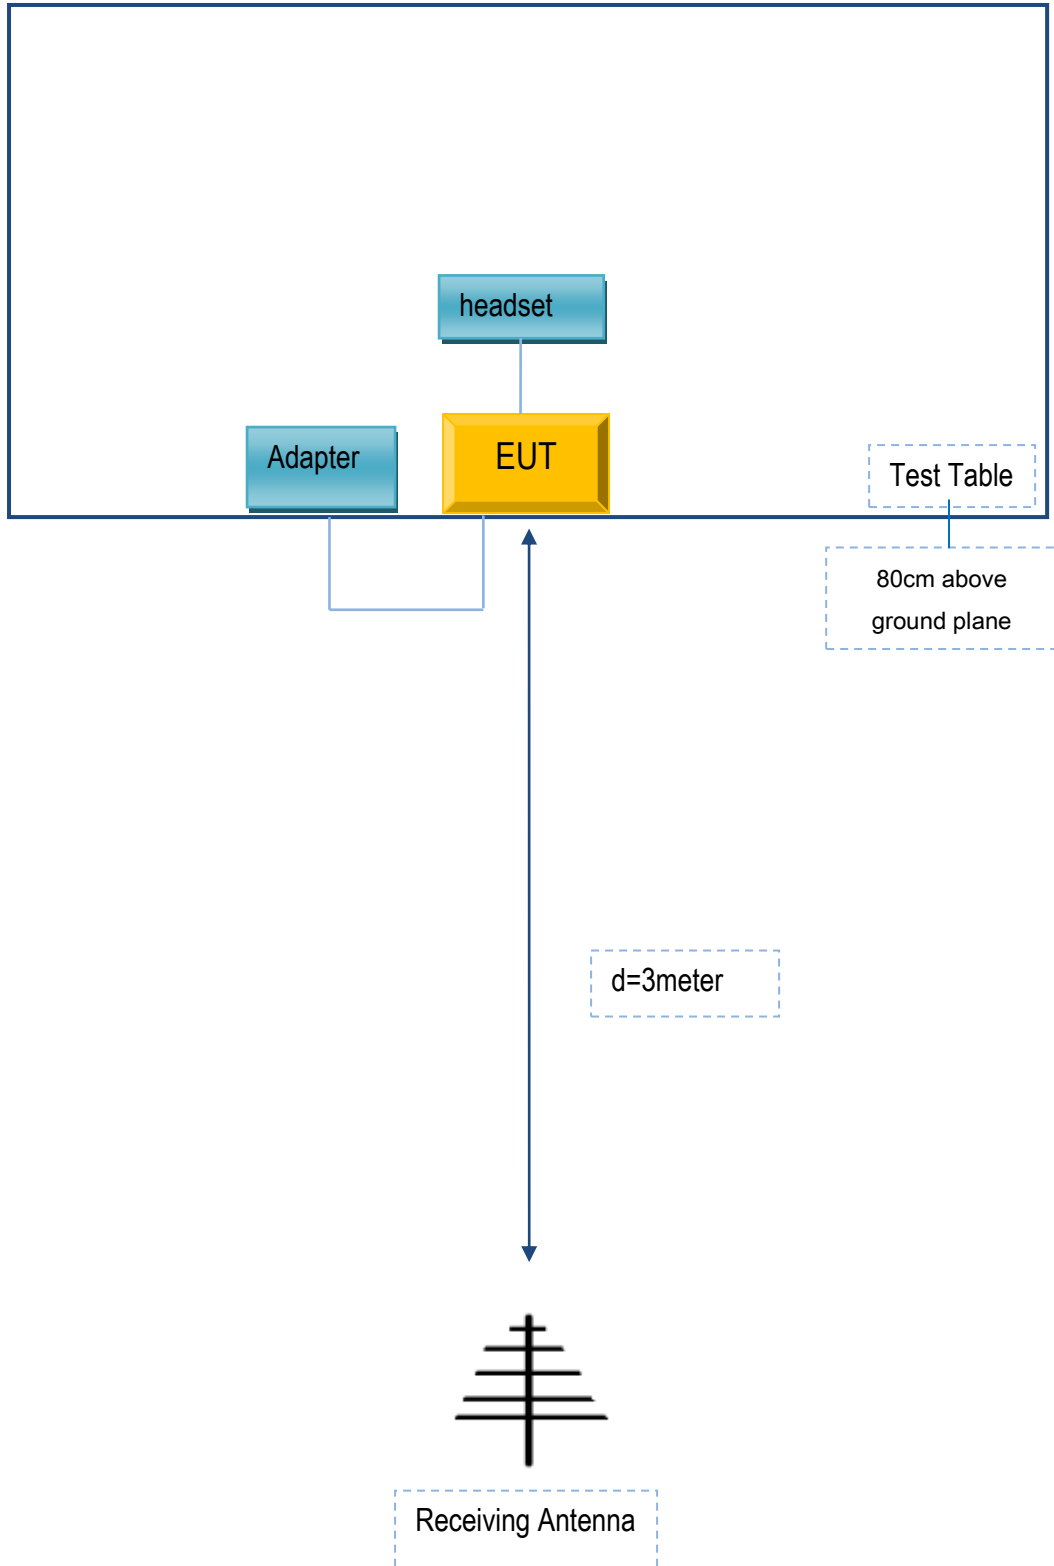 headset
Adapter
EUT
Test Table
80cm above
ground plane
d=3meter
Receiving Antenna